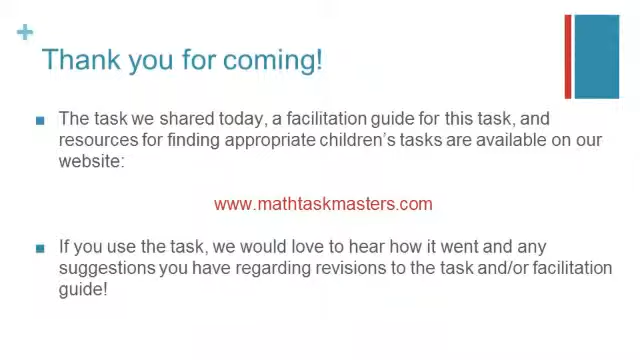 +
Thank you for coming!
■ The task we shared today, a facilitation guide for this task, and
resources for finding appropriate children's tasks are available on our
website:
www.mathtaskmasters.com
■ If you use the task, we would love to hear how it went and any
suggestions you have regarding revisions to the task and/or facilitation
guide!